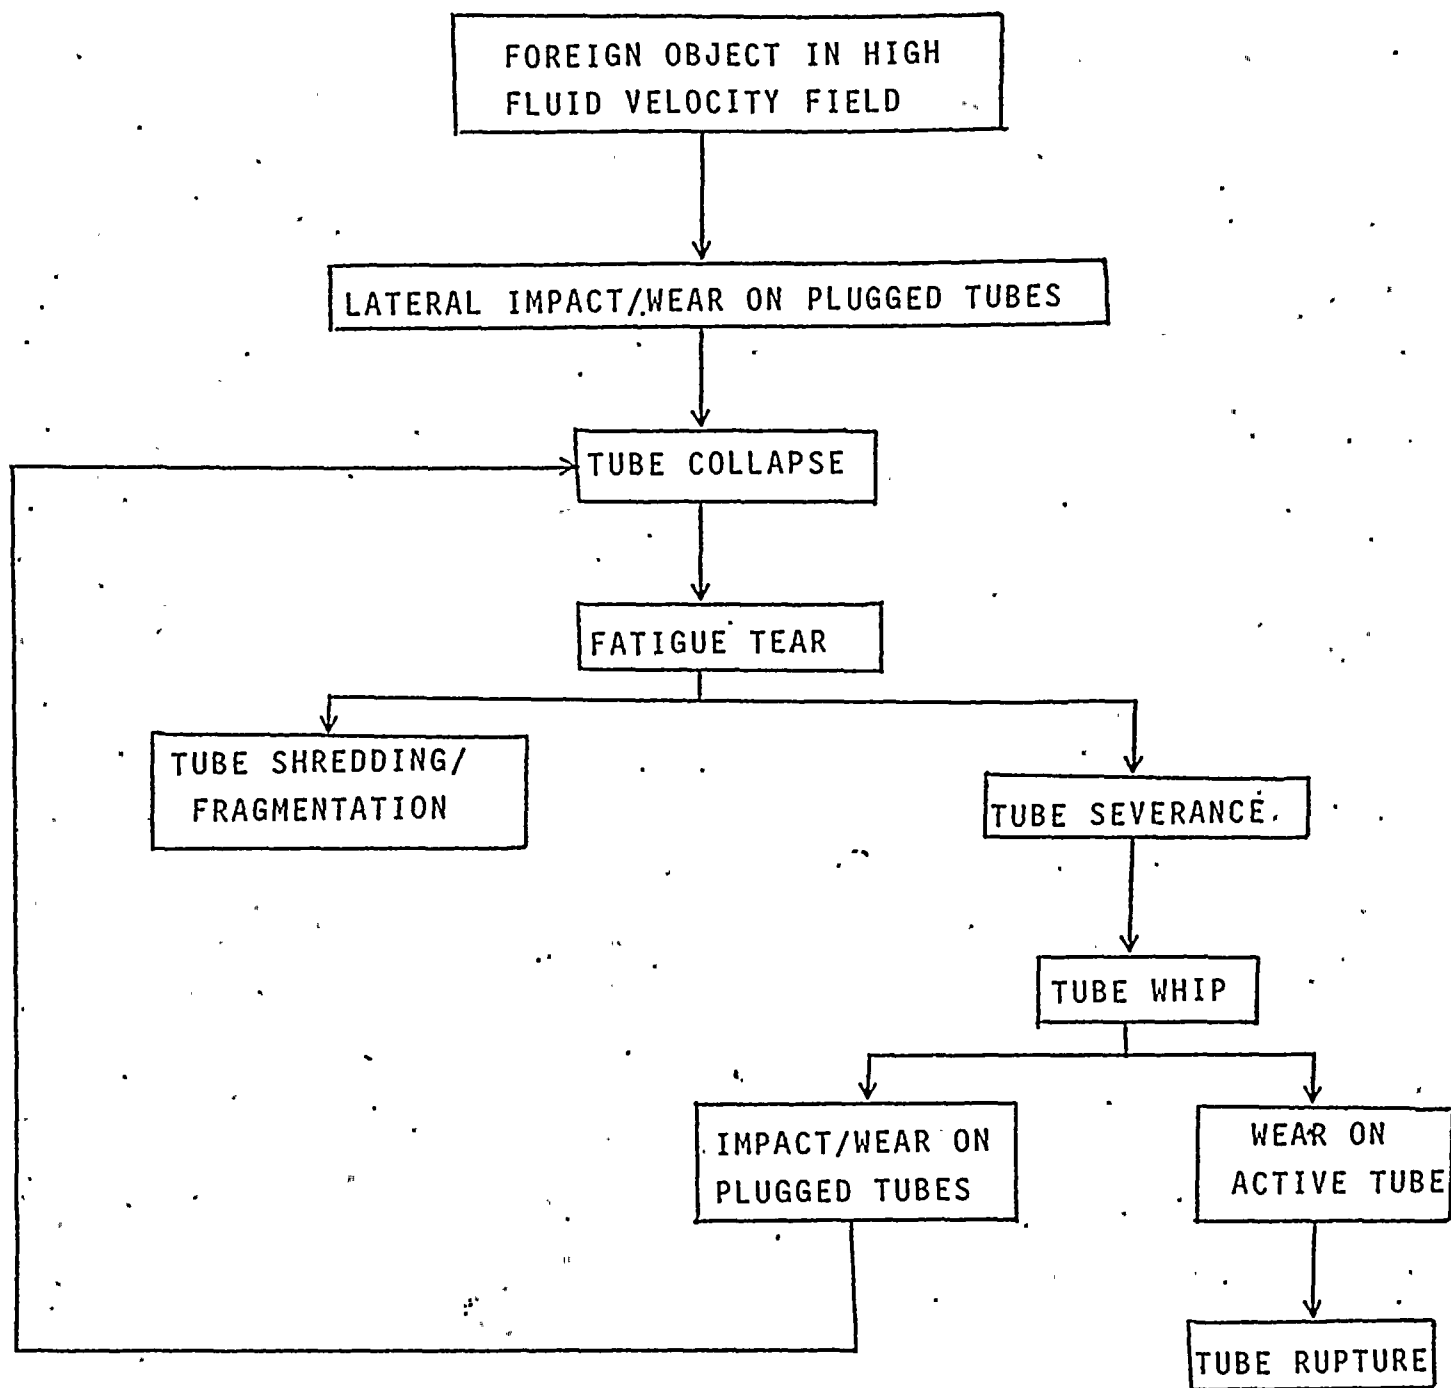 FOREIGN OBJECT IN HIGH
FLUID VELOCITY FIELD
LATERAL IMPACT/WEAR ON PLUGGED TUBES
TUBE COLLAPSE
FATIGUE TEAR
TUBE SHREDDING/
FRAGMENTATION
TUBE SEVERANCE
TUBE WHIP
IMPACT/WEAR ON
PLUGGED TUBES
WEAR ON
ACTIVE TUBE
TUBE RUPTURE